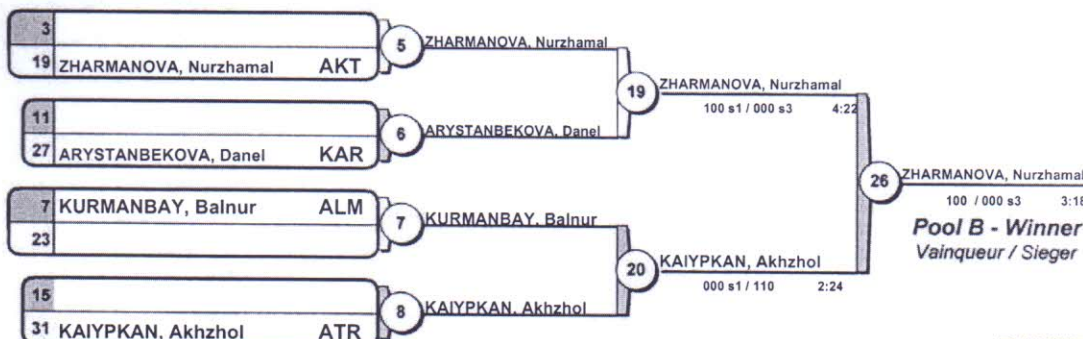 3
19 ZHARMANOVA, Nurzhamal AKT
5
ZHARMANOVA, Nurzhamal
11
27 ARYSTANBEKOVA, Danel KAR
6
ARYSTANBEKOVA, Danel
19
ZHARMANOVA, Nurzhamal
100 s1 / 000 s3 4:22
7 KURMANBAY, Balnur ALM
23
7
KURMANBAY, Balnur
15
31 KAIYPKAN, Akhzhol ATR
8
KAIYPKAN, Akhzhol
20
KAIYPKAN, Akhzhol
000 s1 / 110 2:24
26
ZHARMANOVA, Nurzhamal
100 / 000 s3 3:18
Pool B - Winner
Vainqueur / Sieger